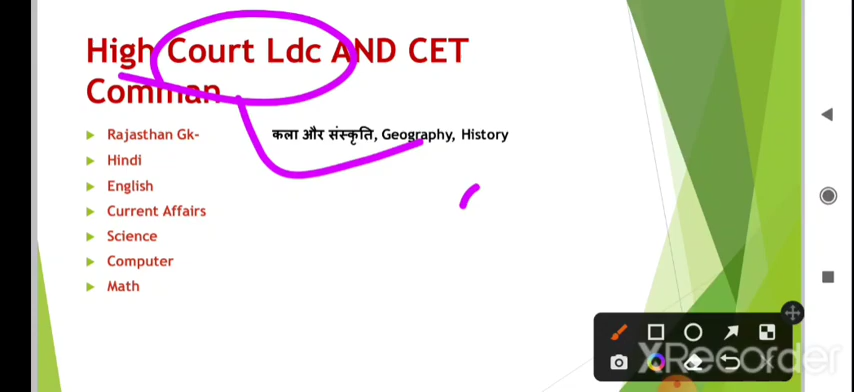 High Court Ldc AND CET
Comman
Rajasthan Gk- कला और संस्कृति, Geography, History
Hindi
English
Current Affairs
Science
Computer
Math
XRecorder